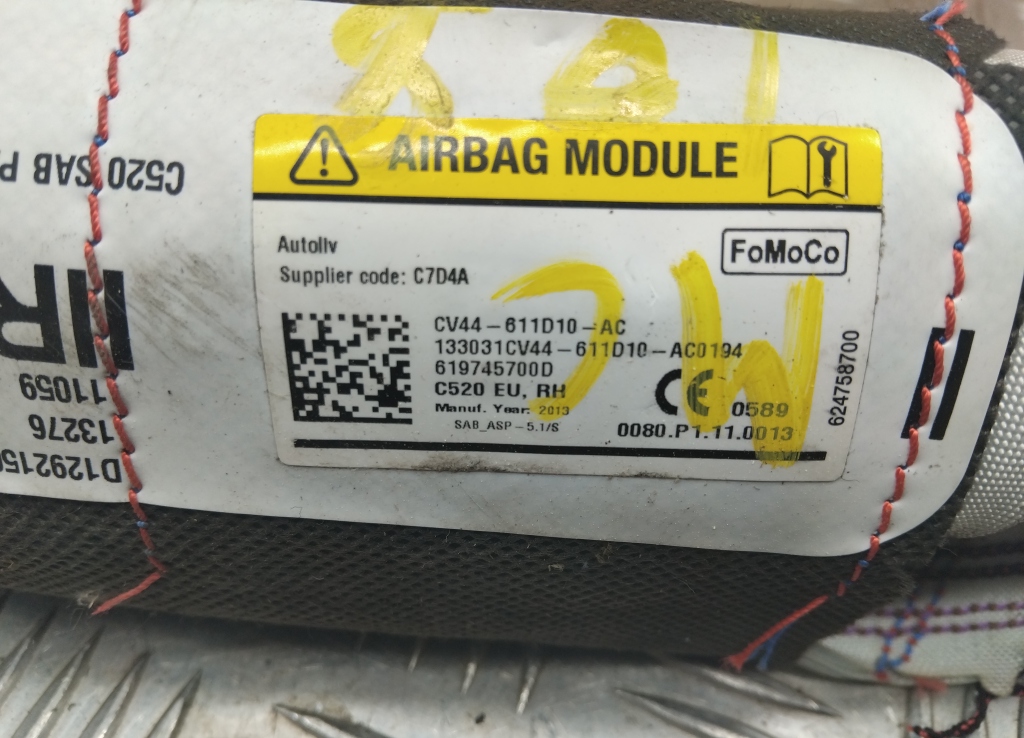 AIRBAG MODULE
Autoliv
FoMoCo
Supplier code: C7D4A
CV44-611D10-AC
133031CV44-611D10-AC0194
619745700D
C520 EU, RH
CE 0589
Manuf. Year: 2013
SAB_ASP-5.1/S
0080.P1.11.0013
624758700
C520 SAB
11059
13276